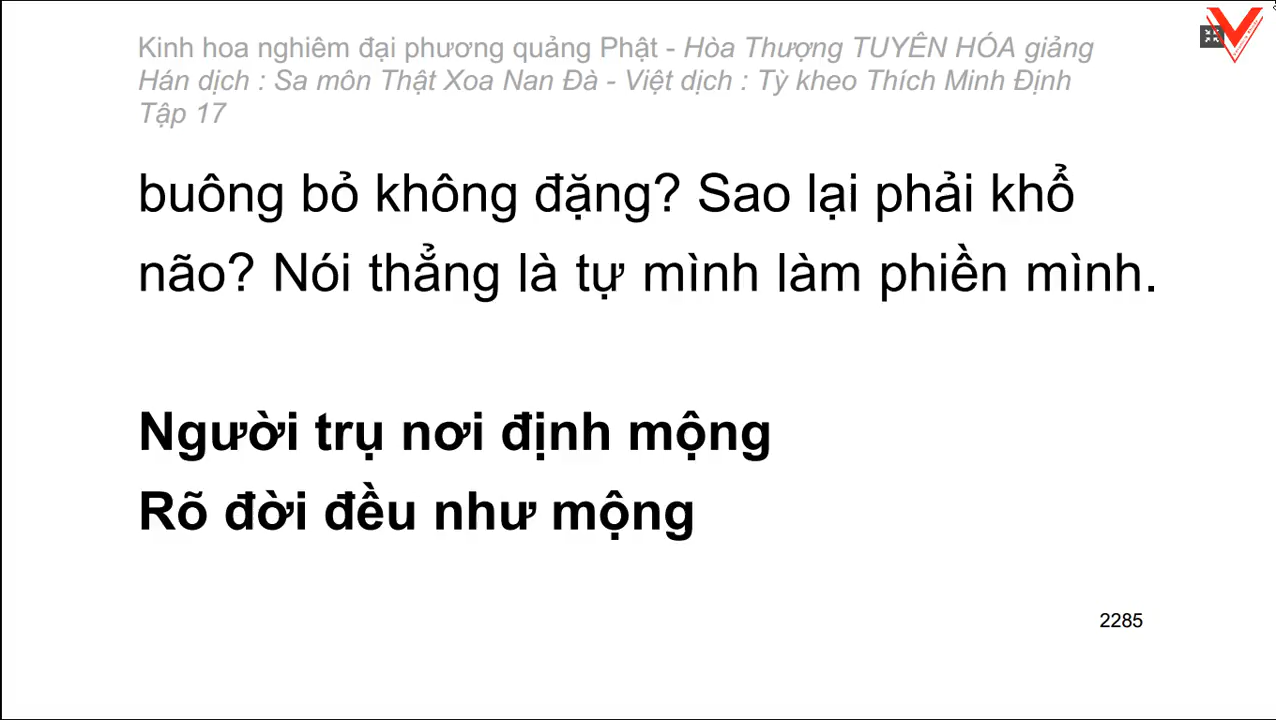 Kinh hoa nghiêm đại phương quảng Phật - Hòa Thượng TUYÊN HÓA giảng
Hán dịch : Sa môn Thật Xoa Nan Đà - Việt dịch : Tỳ kheo Thích Minh Định
Tập 17
buông bỏ không đặng? Sao lại phải khổ
não? Nói thẳng là tự mình làm phiền mình.
Người trụ nơi định mộng
Rõ đời đều như mộng
2285